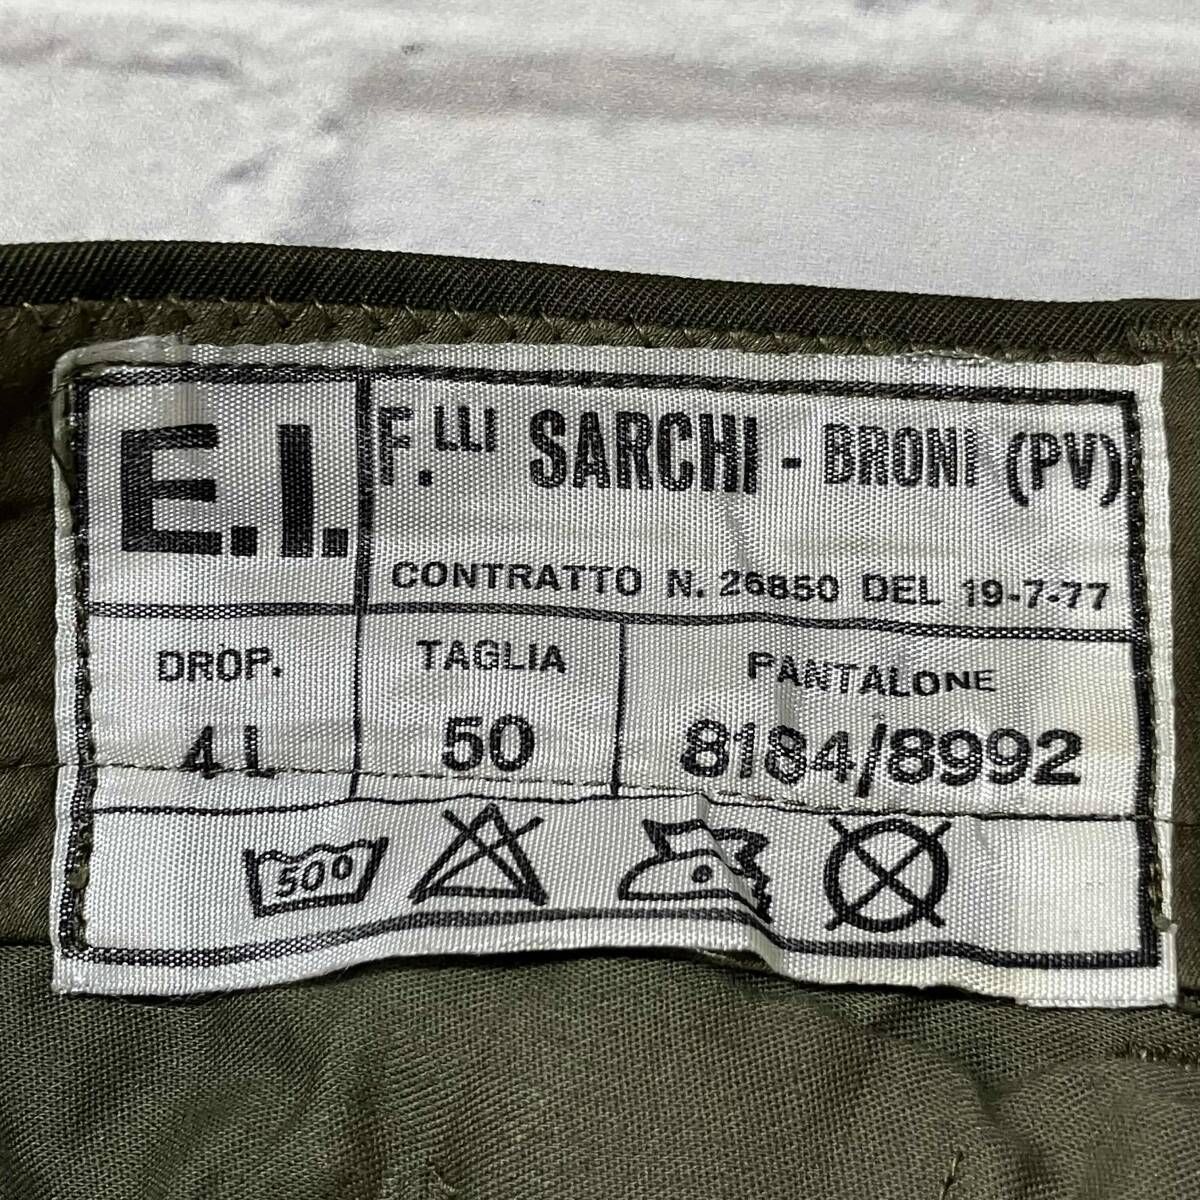 E.I.
F.LLI SARCHI - BRONI (PV)
CONTRATTO N. 26850 DEL 19-7-77
DROP.
4 L
TAGLIA
50
PANTALONE
8184/8992
500